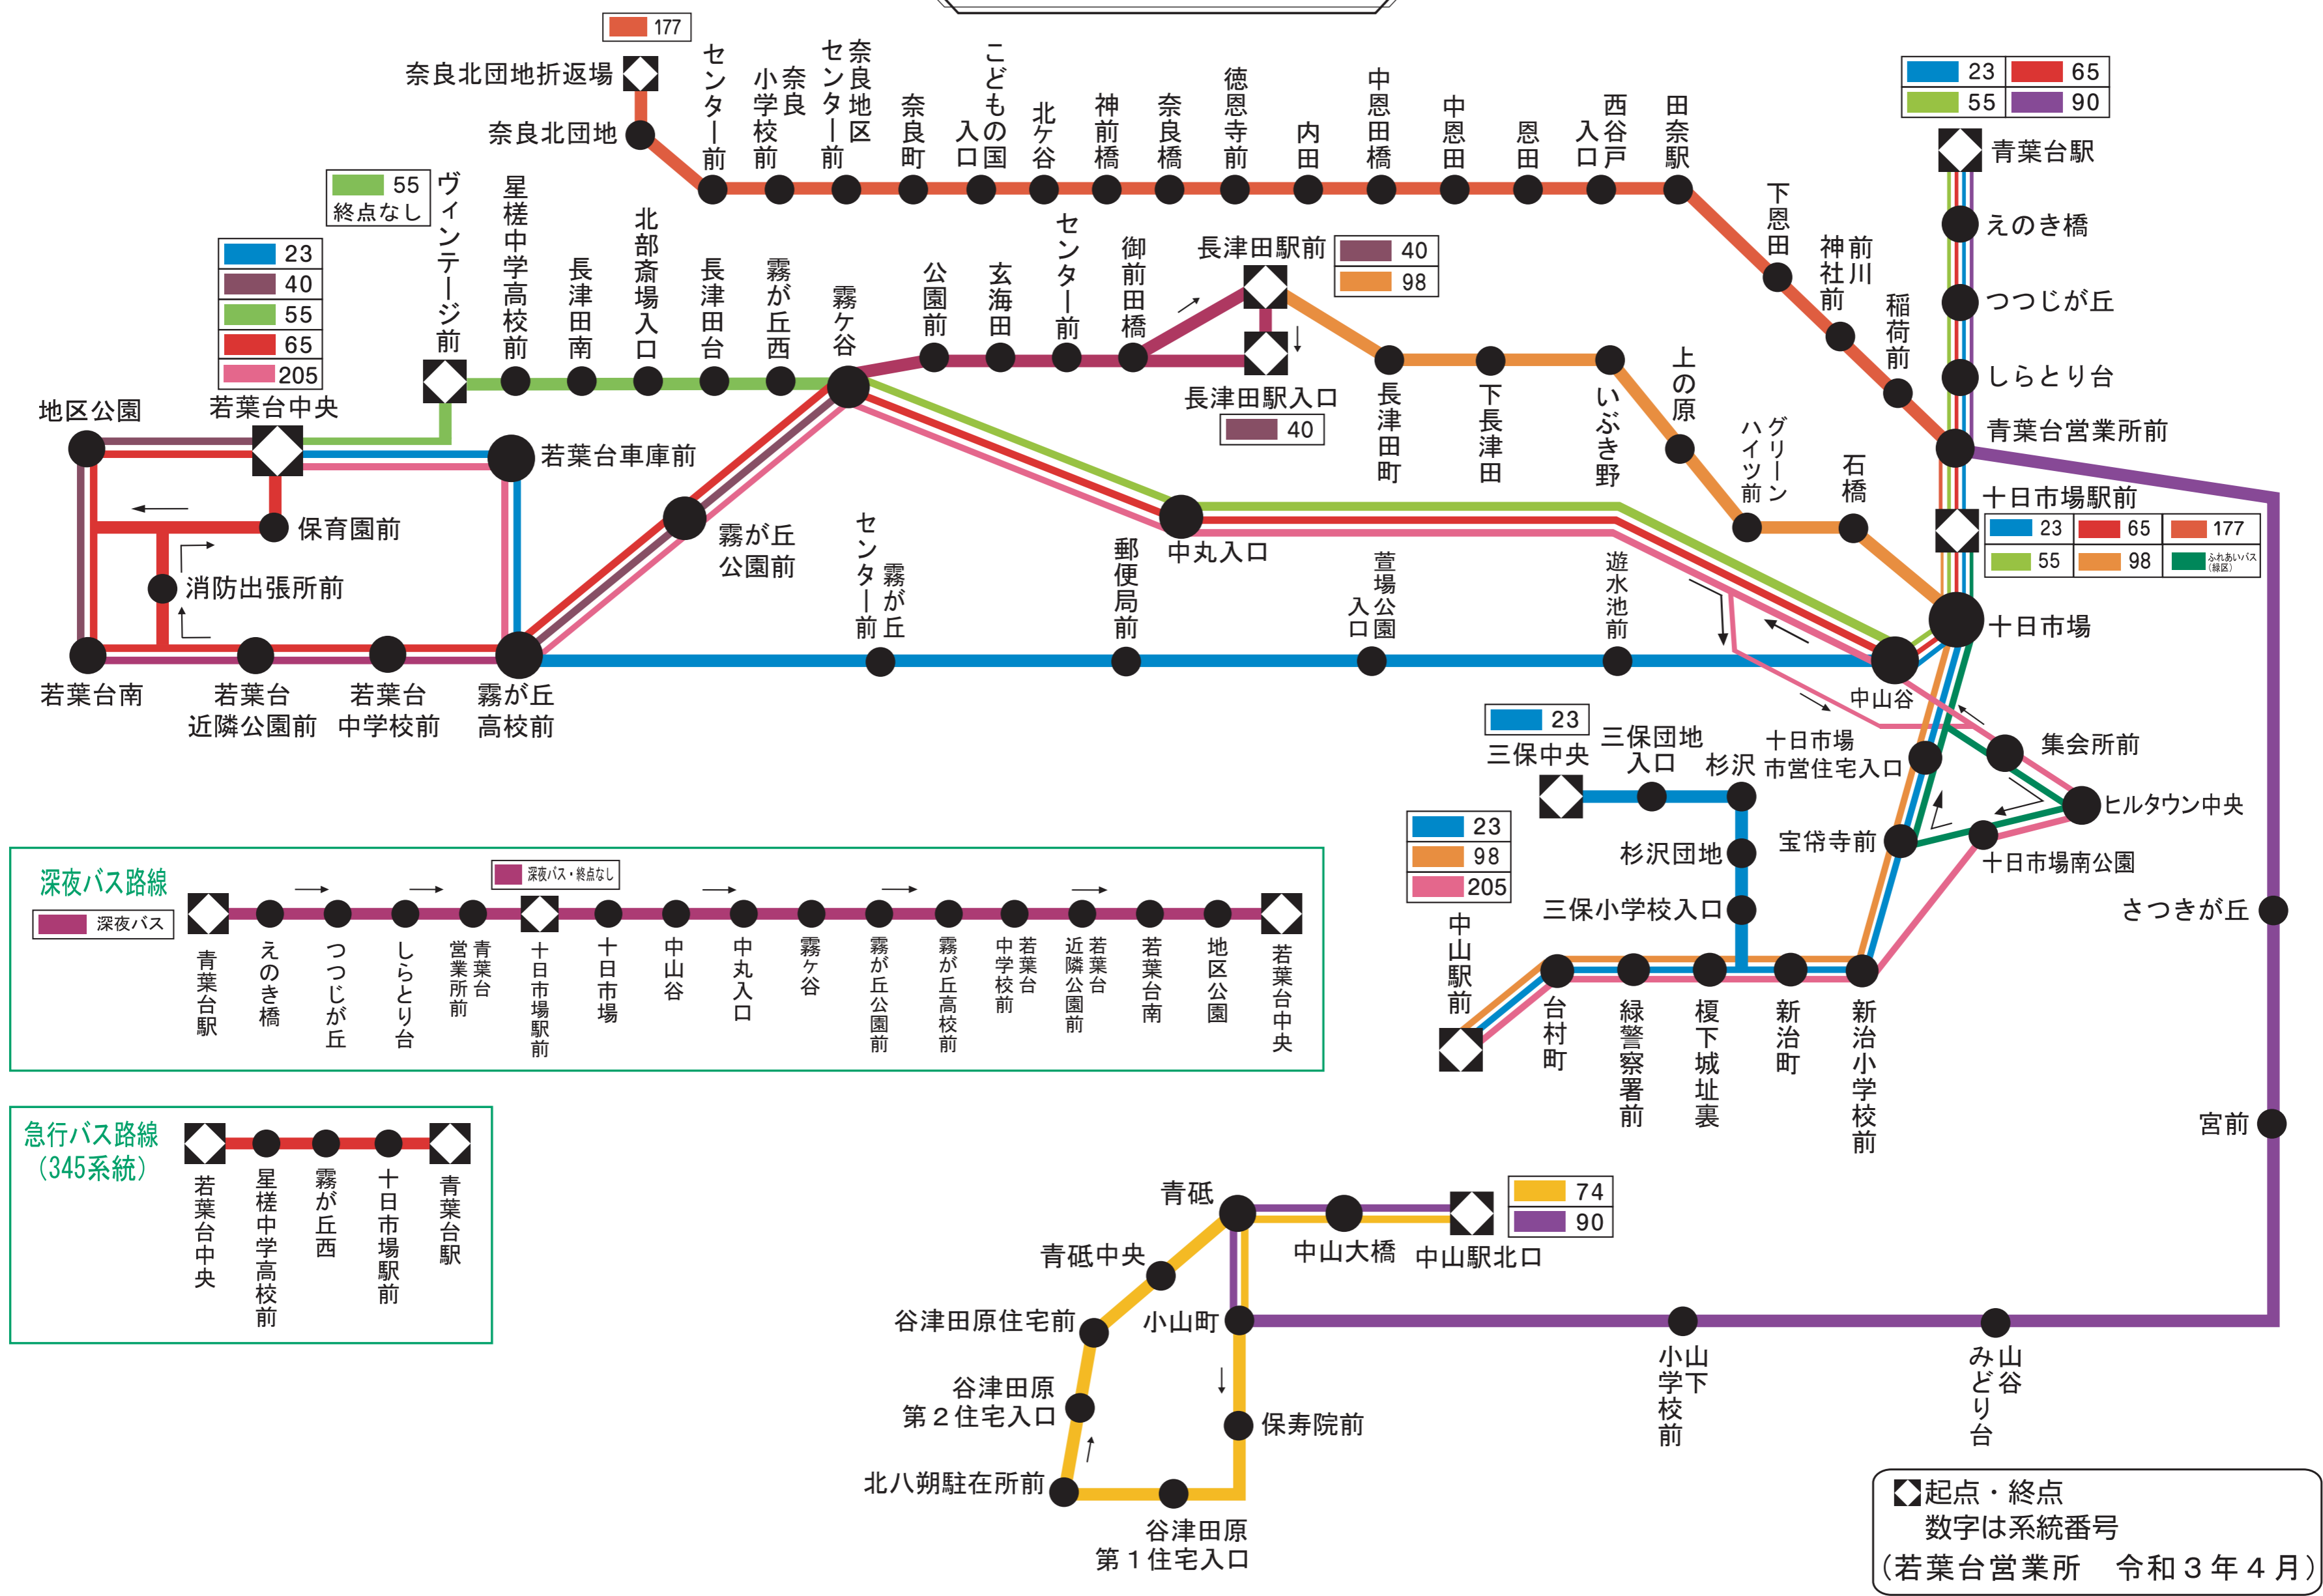 177
奈良北団地折返場
奈良北団地
センター前
奈良
小学校前
奈良地区
センター前
奈良町
こどもの国
入口
北ケ谷
神前橋
奈良橋
徳恩寺前
内田
中恩田橋
中恩田
恩田
西谷戸
入口
田奈駅
下恩田
前川
神社前
稲荷前
23
65
55
90
青葉台駅
えのき橋
つつじが丘
しらとり台
青葉台営業所前
十日市場駅前
23
65
177
55
98
ふれあいバス
(緑区)
十日市場
55
終点なし
ヴィンテージ前
星槎中学高校前
長津田南
北部斎場入口
長津田台
霧が丘西
霧ケ谷
公園前
玄海田
センター前
御前田橋
長津田駅前
40
98
長津田駅入口
40
長津田町
下長津田
いぶき野
上の原
グリーン
ハイツ前
石橋
23
40
55
65
205
若葉台中央
地区公園
若葉台車庫前
保育園前
消防出張所前
若葉台南
若葉台
近隣公園前
若葉台
中学校前
霧が丘
高校前
霧が丘
公園前
霧が丘
センター前
郵便局前
中丸入口
萱場公園
入口
遊水池前
中山谷
23
三保中央
三保団地
入口
杉沢
杉沢団地
三保小学校入口
十日市場
市営住宅入口
集会所前
ヒルタウン中央
宝帒寺前
十日市場南公園
23
98
205
中山駅前
台村町
緑警察署前
榎下城址裏
新治町
新治小学校前
さつきが丘
宮前
深夜バス路線
深夜バス
深夜バス・終点なし
青葉台駅
えのき橋
つつじが丘
しらとり台
青葉台
営業所前
十日市場駅前
十日市場
中山谷
中丸入口
霧ケ谷
霧が丘公園前
霧が丘高校前
若葉台
中学校前
若葉台
近隣公園前
若葉台南
地区公園
若葉台中央
急行バス路線
(345系統)
若葉台中央
星槎中学高校前
霧が丘西
十日市場駅前
青葉台駅
青砥
中山大橋
中山駅北口
74
90
青砥中央
谷津田原住宅前
小山町
谷津田原
第2住宅入口
保寿院前
北八朔駐在所前
谷津田原
第1住宅入口
山下
小学校前
山谷
みどり台
起点・終点
数字は系統番号
(若葉台営業所　令和3年4月)